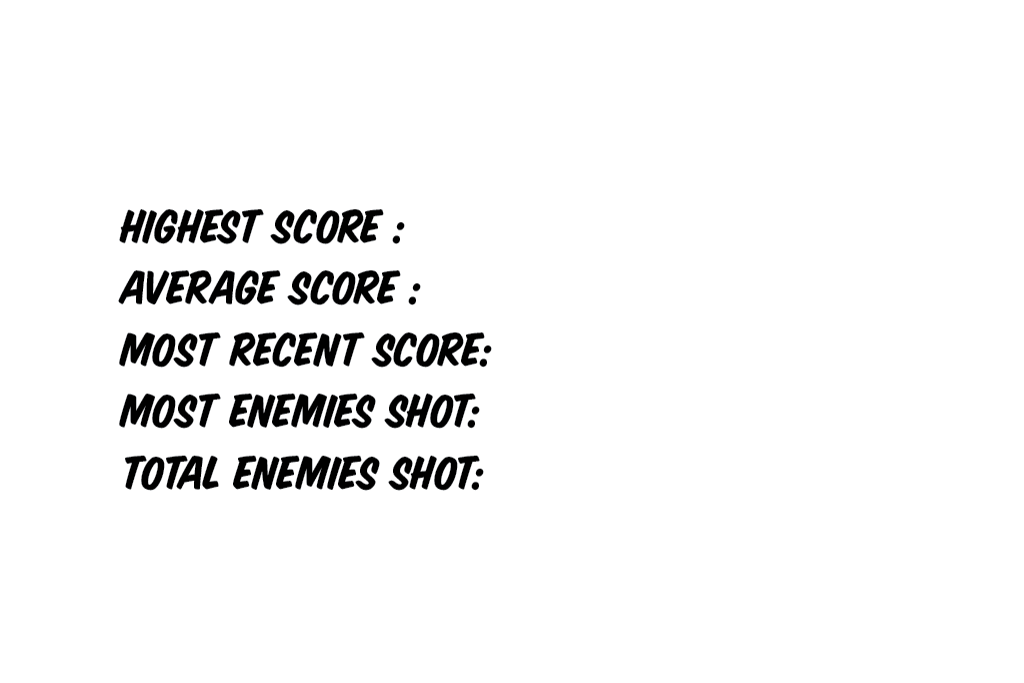 HIGHEST SCORE :
AVERAGE SCORE :
MOST RECENT SCORE:
MOST ENEMIES SHOT:
TOTAL ENEMIES SHOT: